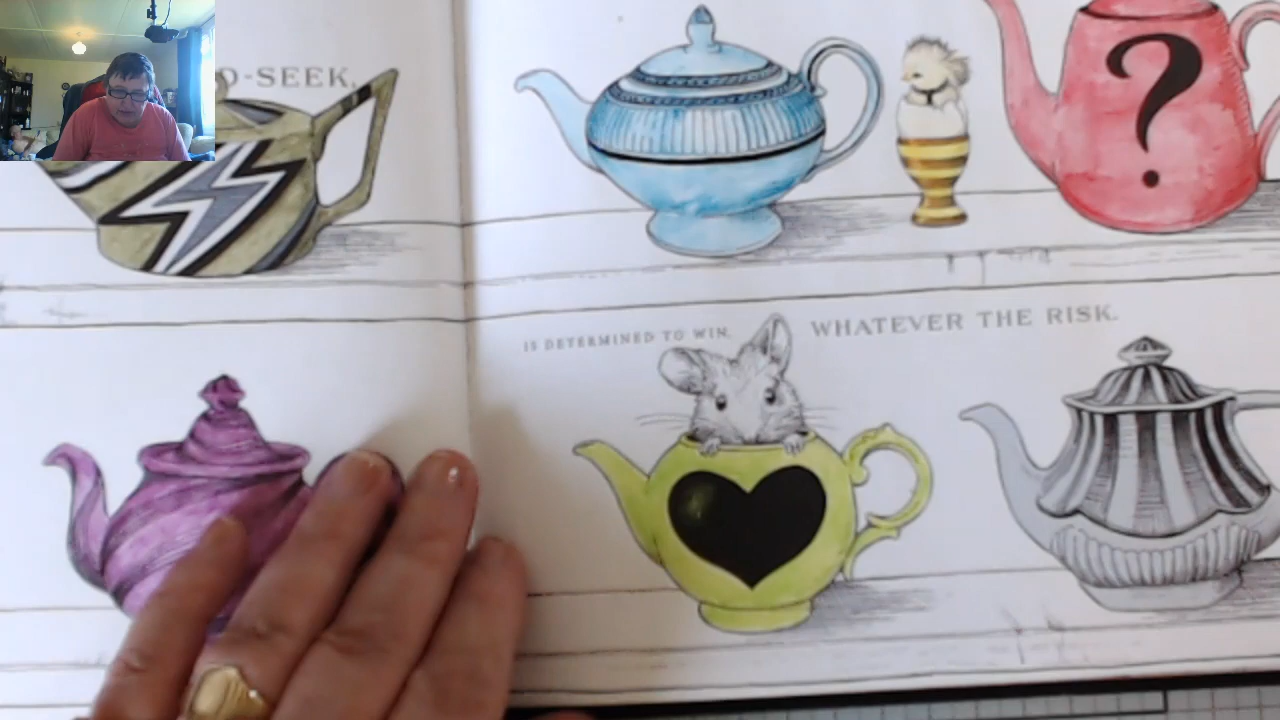 O-SEEK,
?
IS DETERMINED TO WIN,
WHATEVER THE RISK.